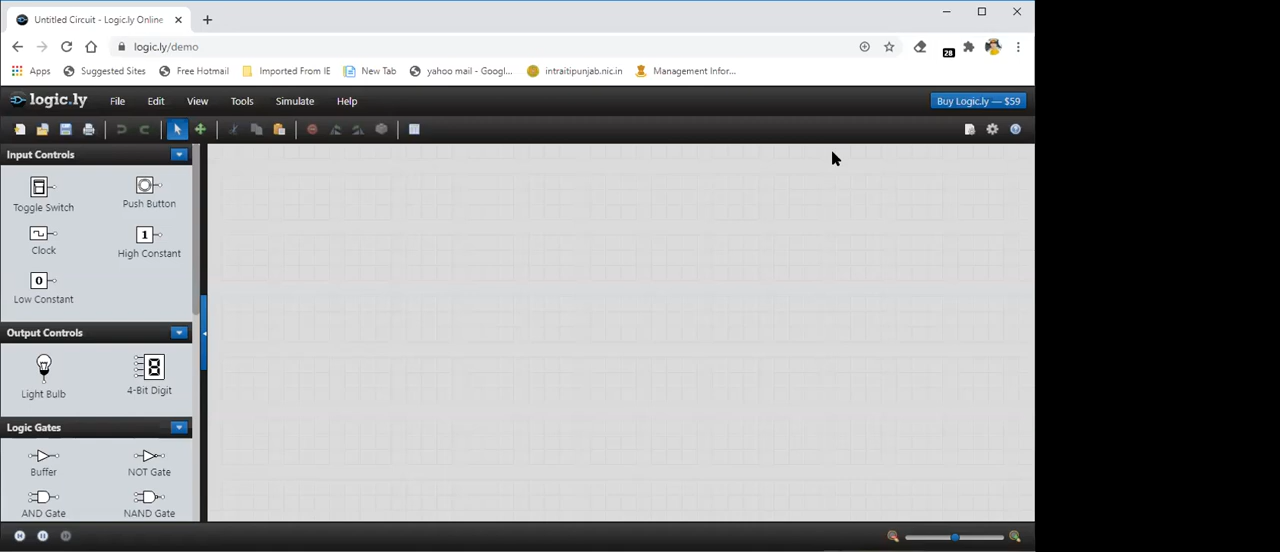 Untitled Circuit - Logic.ly Online
logic.ly/demo
28
Apps Suggested Sites Free Hotmail Imported From IE New Tab yahoo mail - Googl... intraitipunjab.nic.in Management Infor...
logic.ly File Edit View Tools Simulate Help Buy Logic.ly — $59
Input Controls
Toggle Switch Push Button
Clock High Constant
1
0
Low Constant
Output Controls
Light Bulb 4-Bit Digit
Logic Gates
Buffer NOT Gate
AND Gate NAND Gate